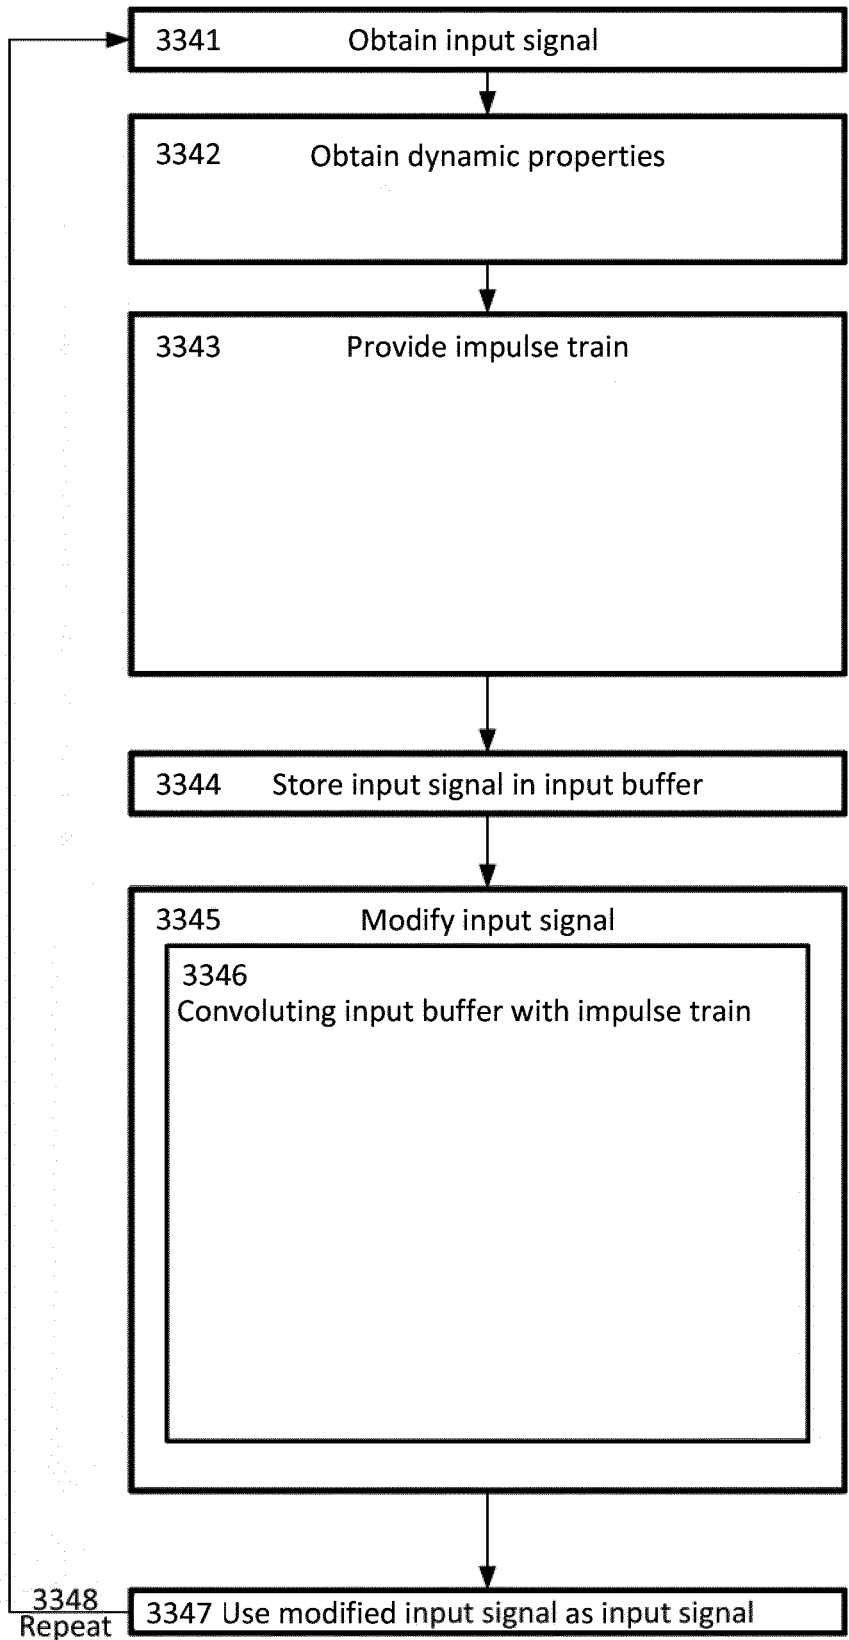 3341 Obtain input signal
3342 Obtain dynamic properties
3343 Provide impulse train
3344 Store input signal in input buffer
3345 Modify input signal
3346
Convoluting input buffer with impulse train
3347 Use modified input signal as input signal
3348
Repeat